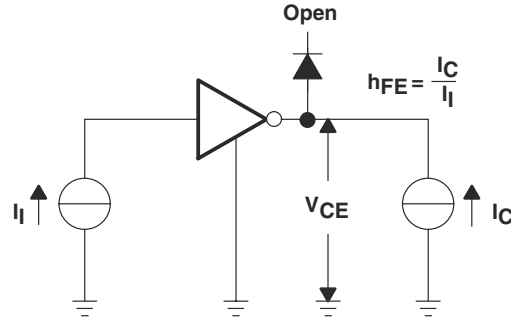 Open
hFE = IC
II
II
VCE
IC